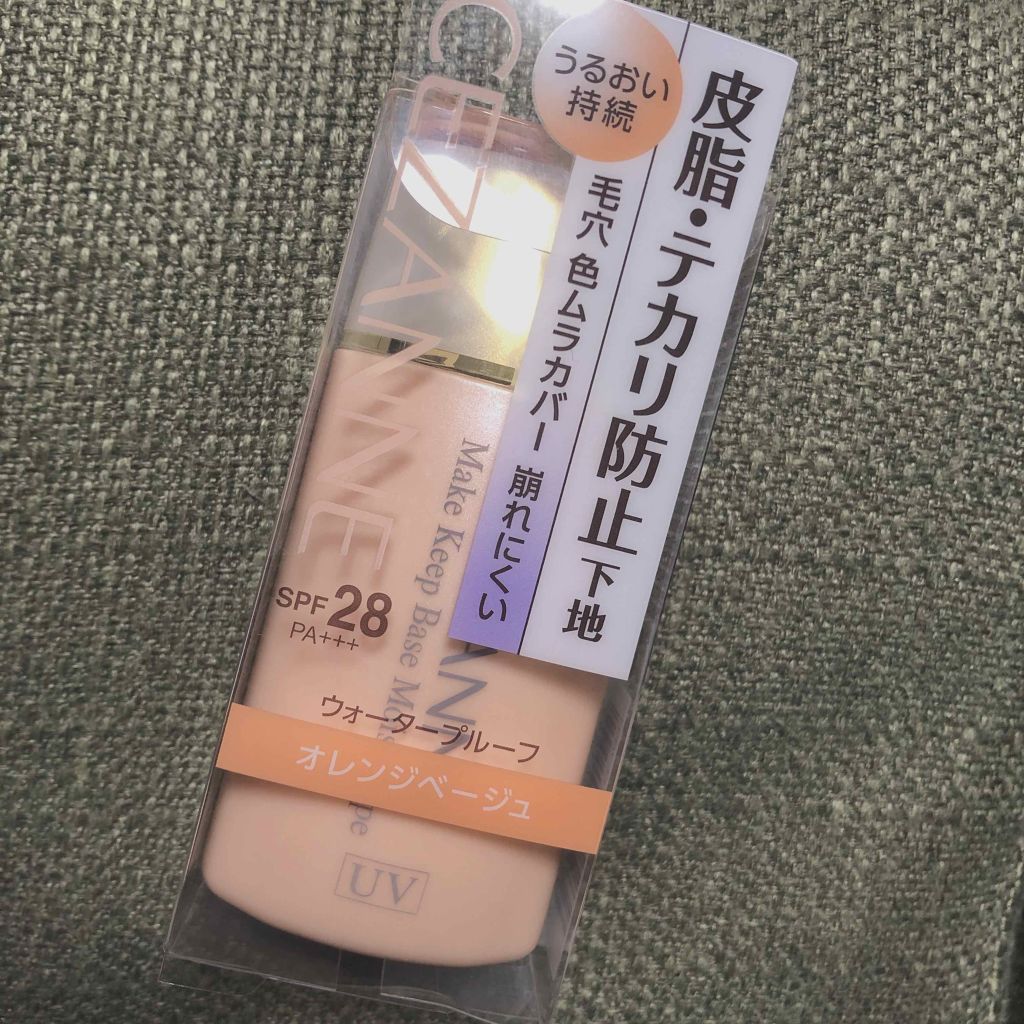 CEZANNE
うるおい
持続
皮脂・テカリ防止下地
毛穴 色ムラカバー 崩れにくい
Make Keep Base
SPF28
PA+++
ウォータープルーフ
オレンジベージュ
UV